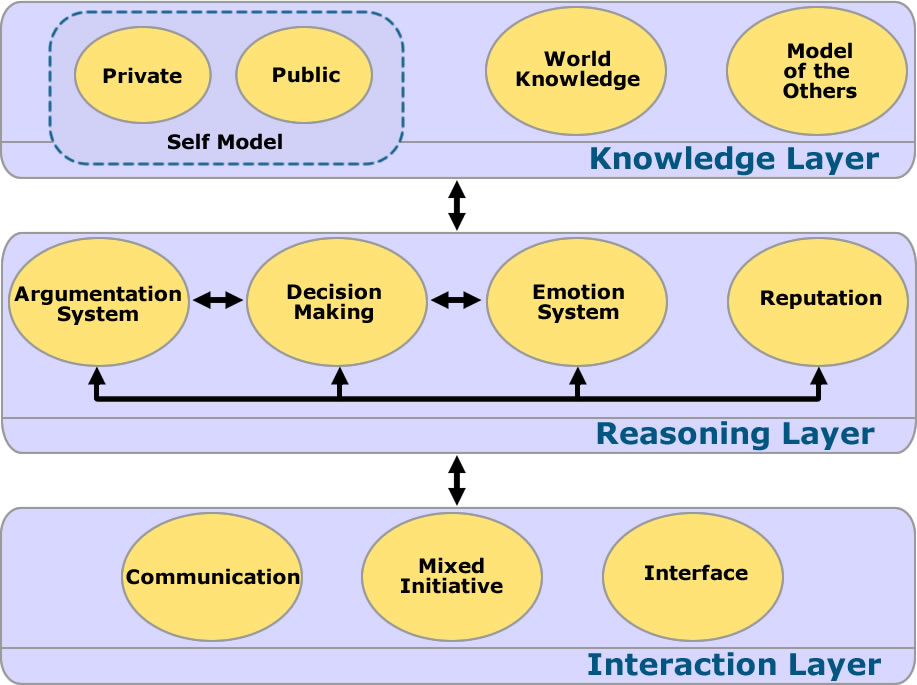 Private
Public
Self Model
World
Knowledge
Model
of the
Others
Knowledge Layer
Argumentation
System
Decision
Making
Emotion
System
Reputation
Reasoning Layer
Communication
Mixed
Initiative
Interface
Interaction Layer